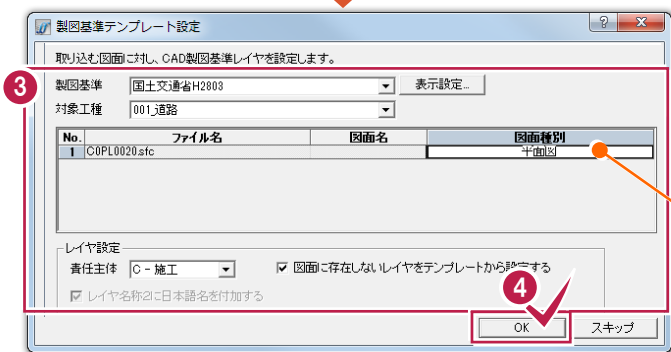 製図基準テンプレート設定
取り込む図面に対し、CAD製図基準レイヤを設定します。
3
製図基準 国土交通省H2803 表示設定...
対象工種 001_道路
No. ファイル名 図面名 図面種別
1 C0PL0020.sfc 平面図
レイヤ設定
責任主体 C - 施工 図面に存在しないレイヤをテンプレートから設定する
レイヤ名称2に日本語名を付加する
4
OK スキップ